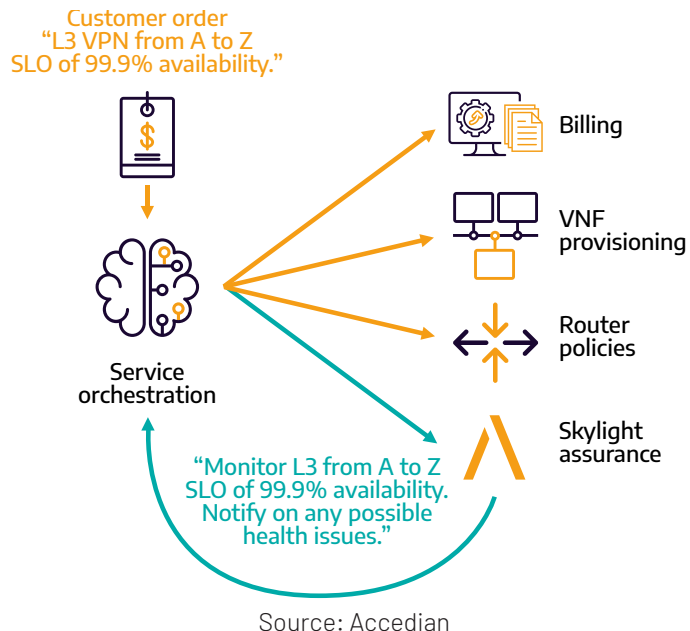 Customer order
“L3 VPN from A to Z
SLO of 99.9% availability.”
$
Billing
VNF
provisioning
Router
policies
Service
orchestration
Skylight
assurance
“Monitor L3 from A to Z
SLO of 99.9% availability.
Notify on any possible
health issues.”
Source: Accedian